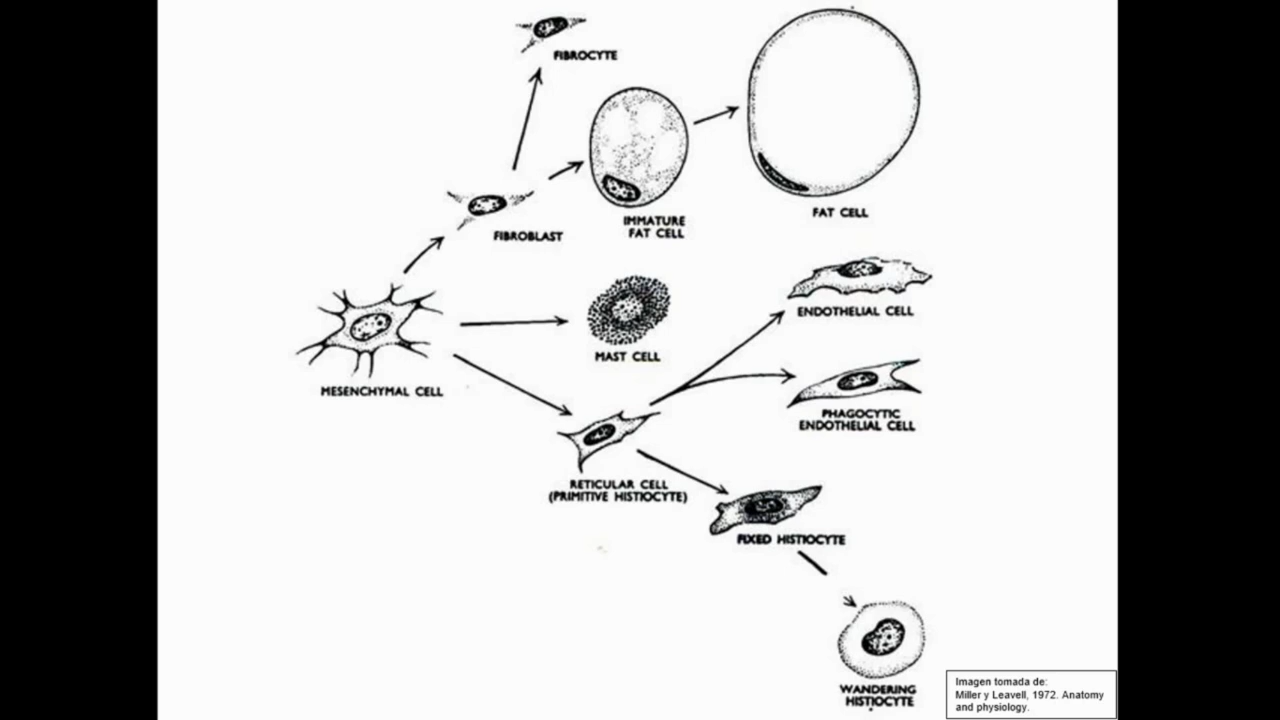 FIBROCYTE
IMMATURE
FAT CELL
FAT CELL
FIBROBLAST
ENDOTHELIAL CELL
MAST CELL
MESENCHYMAL CELL
PHAGOCYTIC
ENDOTHELIAL CELL
RETICULAR CELL
(PRIMITIVE HISTIOCYTE)
FIXED HISTIOCYTE
WANDERING
HISTIOCYTE
Imagen tomada de:
Miller y Leavell, 1972. Anatomy
and physiology.